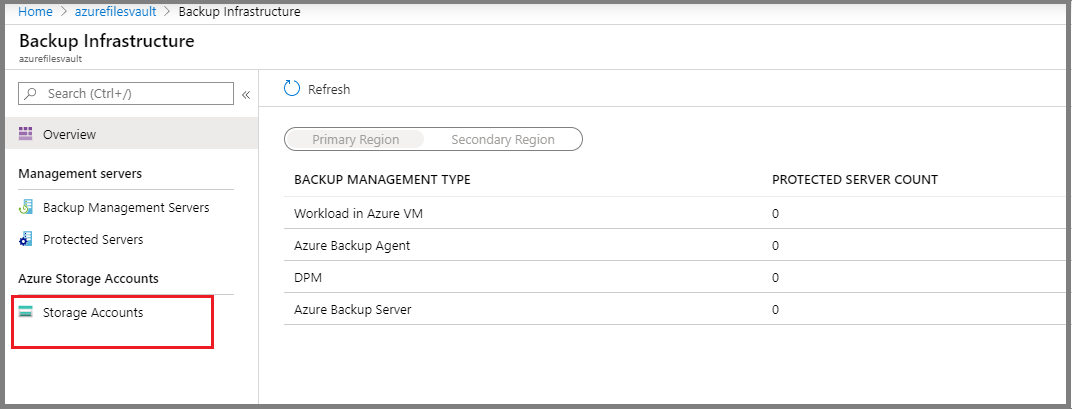 Home > azurefilesvault > Backup Infrastructure
Backup Infrastructure
azurefilesvault
Search (Ctrl+/) «
Refresh
Overview
Management servers
Backup Management Servers
Protected Servers
Azure Storage Accounts
Storage Accounts
Primary Region Secondary Region
BACKUP MANAGEMENT TYPE PROTECTED SERVER COUNT
Workload in Azure VM 0
Azure Backup Agent 0
DPM 0
Azure Backup Server 0